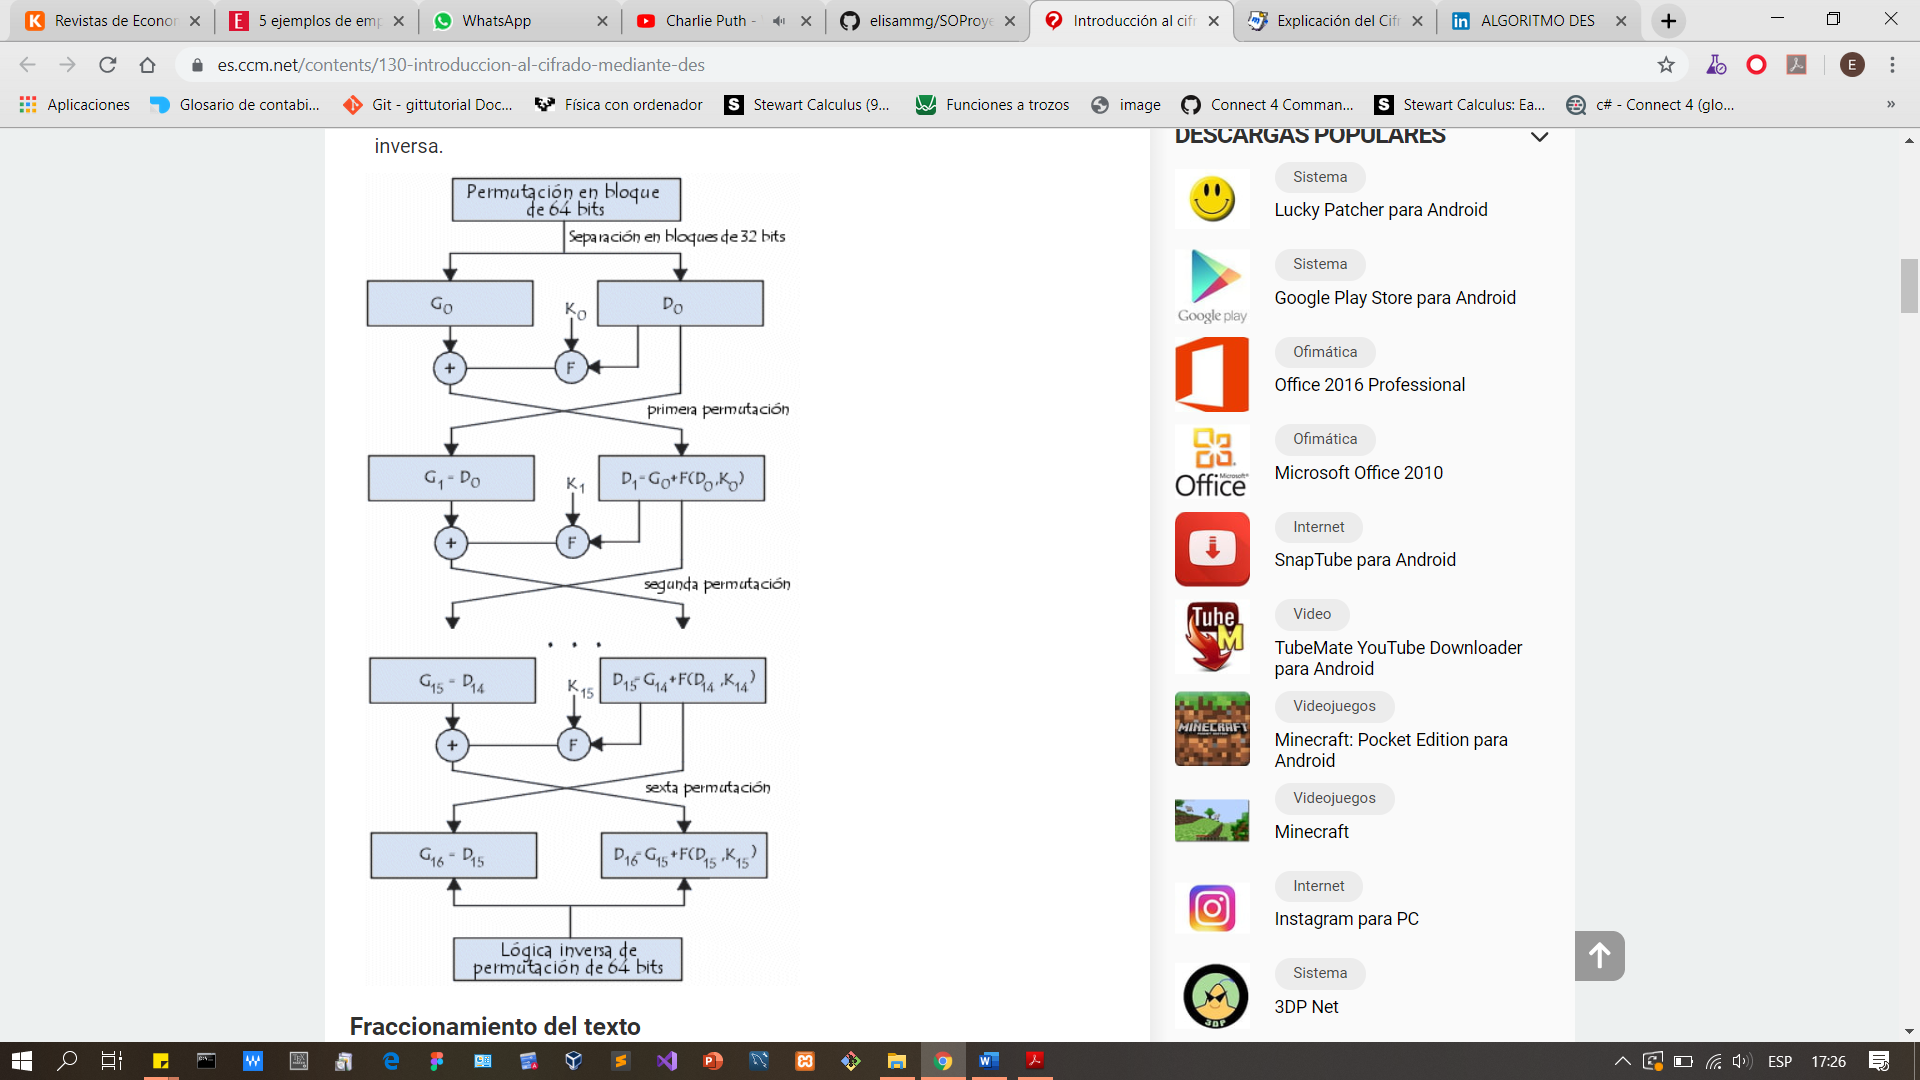 Revistas de Econor
5 ejemplos de emp
WhatsApp
Charlie Puth -
elisammg/SOProye
Introducción al cifr
Explicación del Cifr
ALGORITMO DES
es.ccm.net/contents/130-introduccion-al-cifrado-mediante-des
E
Aplicaciones
Glosario de contabi...
Git - gittutorial Doc...
Física con ordenador
Stewart Calculus (9...
Funciones a trozos
image
Connect 4 Comman...
Stewart Calculus: Ea...
c# - Connect 4 (glo...
»
inversa.
Permutación en bloque
de 64 bits
Separación en bloques de 32 bits
G0
K0
D0
+
F
primera permutación
G1 = D0
K1
D1=G0+F(D0,K0)
+
F
segunda permutación
. . .
G15 = D14
K15
D15=G14+F(D14,K14)
+
F
sexta permutación
G16 = D15
D16=G15+F(D15,K15)
Lógica inversa de
permutación de 64 bits
Fraccionamiento del texto
DESCARGAS POPULARES
Sistema
Lucky Patcher para Android
Google play
Sistema
Google Play Store para Android
Ofimática
Office 2016 Professional
Microsoft
Office
Ofimática
Microsoft Office 2010
Internet
SnapTube para Android
Tube
M
Video
TubeMate YouTube Downloader
para Android
MINECRAFT
Videojuegos
Minecraft: Pocket Edition para
Android
Videojuegos
Minecraft
Internet
Instagram para PC
3DP
Sistema
3DP Net
ESP
17:26